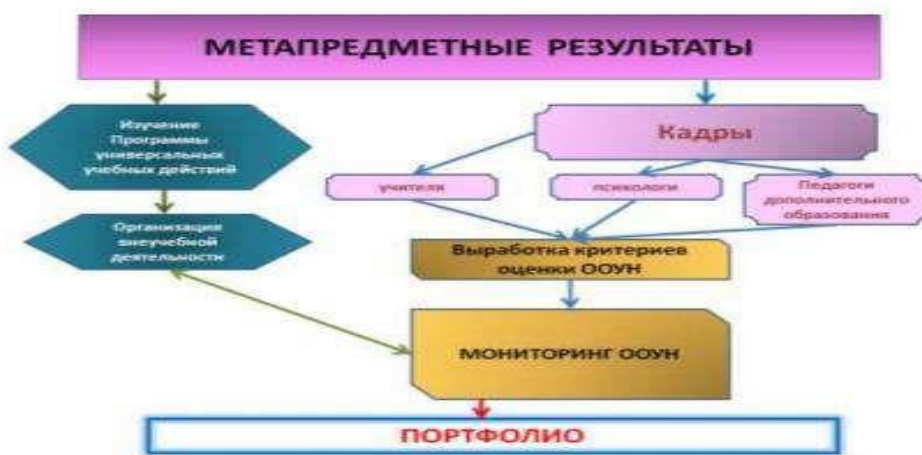 МЕТАПРЕДМЕТНЫЕ РЕЗУЛЬТАТЫ
Изучение
Программы
универсальных
учебных действий
Кадры
учителя
психологи
Педагоги
дополнительного
образования
Организация
внеучебной
деятельности
Выработка критериев
оценки ООУН
МОНИТОРИНГ ООУН
ПОРТФОЛИО